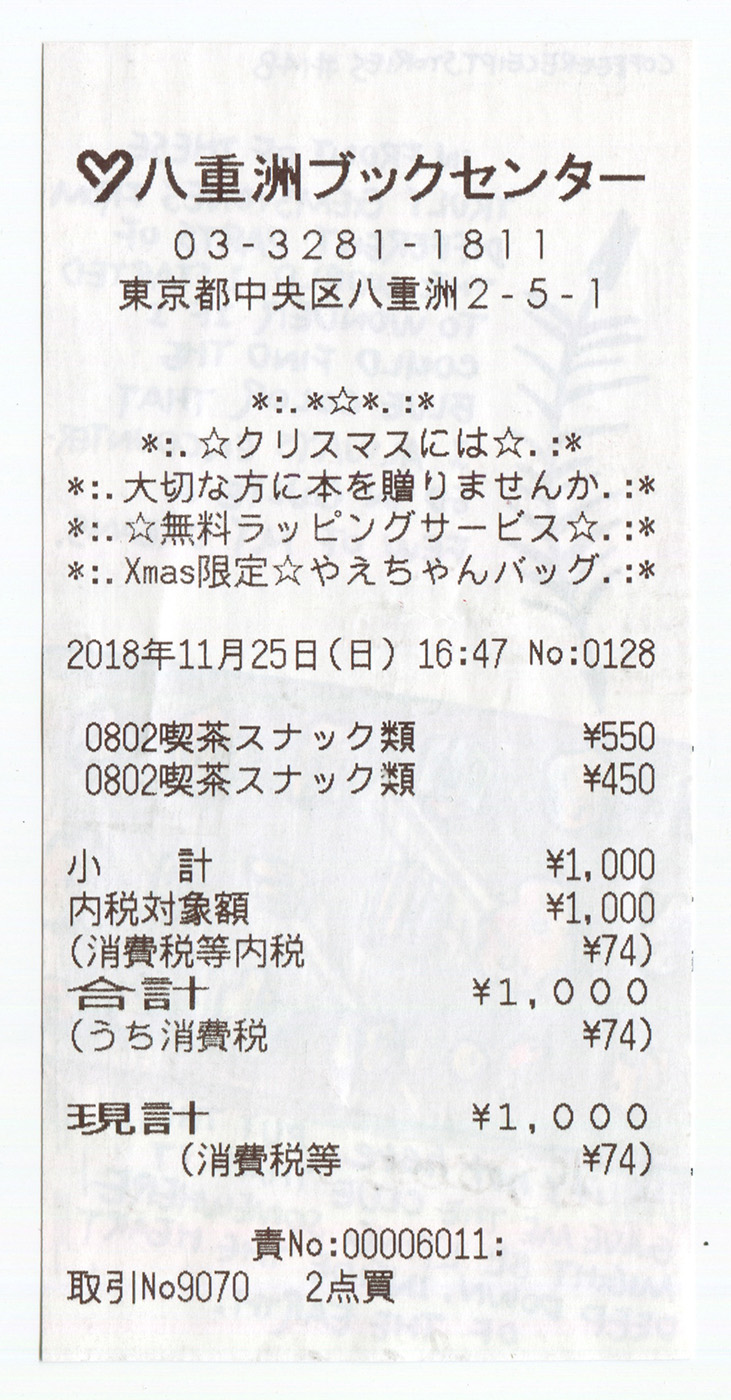 八重洲ブックセンター
03-3281-1811
東京都中央区八重洲2-5-1
*:.*☆*.:*
*:.☆クリスマスには☆.:*
*:.大切な方に本を贈りませんか.:*
*:.☆無料ラッピングサービス☆.:*
*:.Xmas限定☆やえちゃんバッグ.:*
2018年11月25日(日) 16:47 No:0128
0802喫茶スナック類 ¥550
0802喫茶スナック類 ¥450
小計 ¥1,000
内税対象額 ¥1,000
(消費税等内税 ¥74)
合計 ¥1,000
(うち消費税 ¥74)
現計 ¥1,000
(消費税等 ¥74)
責No:00006011:
取引No9070 2点買